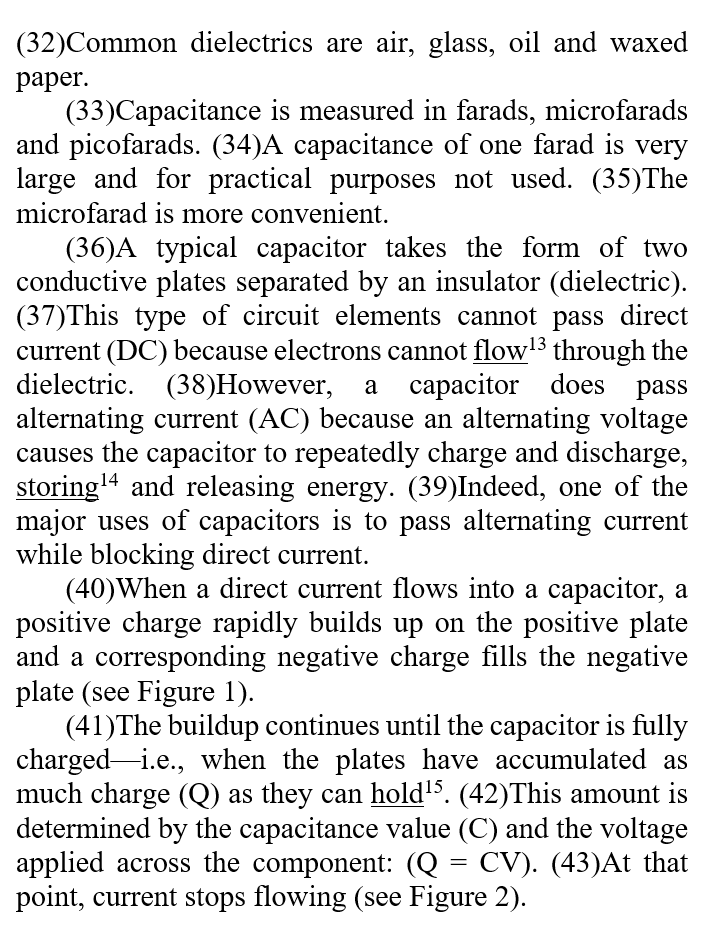 (32)Common dielectrics are air, glass, oil and waxed
paper.
(33)Capacitance is measured in farads, microfarads
and picofarads. (34)A capacitance of one farad is very
large and for practical purposes not used. (35)The
microfarad is more convenient.
(36)A typical capacitor takes the form of two
conductive plates separated by an insulator (dielectric).
(37)This type of circuit elements cannot pass direct
current (DC) because electrons cannot flow¹³ through the
dielectric. (38)However, a capacitor does pass
alternating current (AC) because an alternating voltage
causes the capacitor to repeatedly charge and discharge,
storing¹⁴ and releasing energy. (39)Indeed, one of the
major uses of capacitors is to pass alternating current
while blocking direct current.
(40)When a direct current flows into a capacitor, a
positive charge rapidly builds up on the positive plate
and a corresponding negative charge fills the negative
plate (see Figure 1).
(41)The buildup continues until the capacitor is fully
charged—i.e., when the plates have accumulated as
much charge (Q) as they can hold¹⁵. (42)This amount is
determined by the capacitance value (C) and the voltage
applied across the component: (Q = CV). (43)At that
point, current stops flowing (see Figure 2).